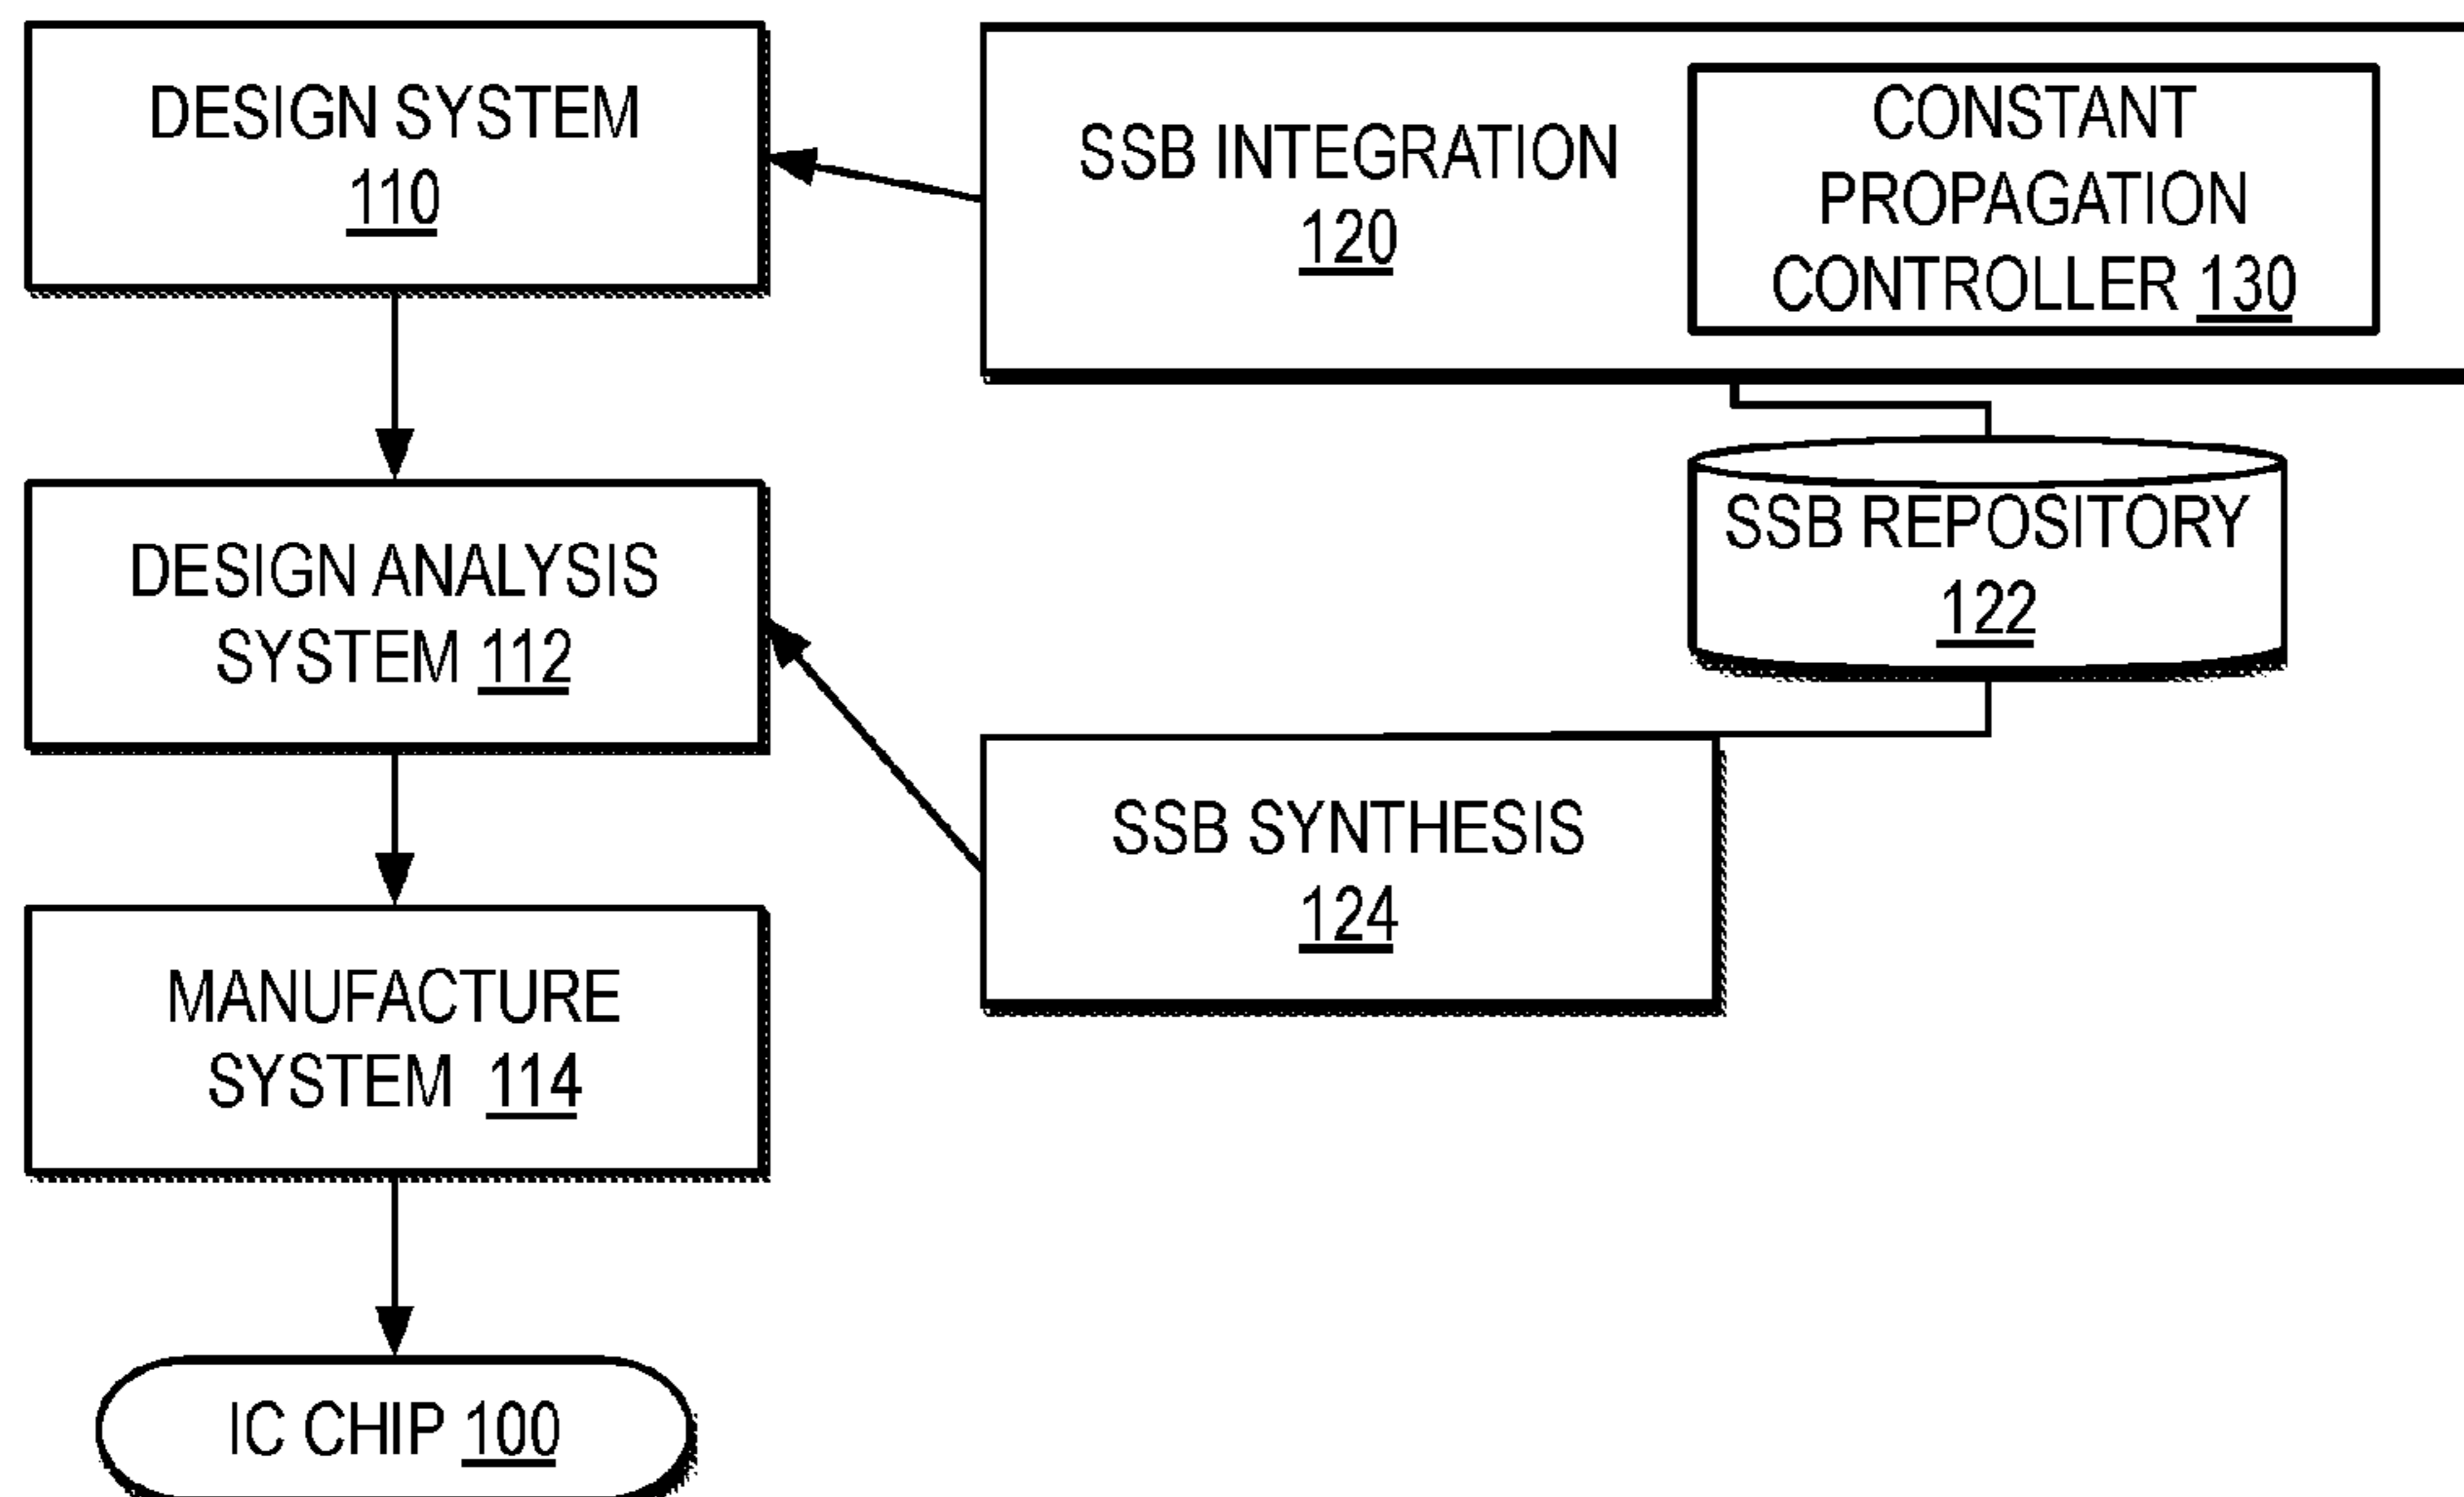 DESIGN SYSTEM
110
SSB INTEGRATION
120
CONSTANT
PROPAGATION
CONTROLLER 130
DESIGN ANALYSIS
SYSTEM 112
SSB REPOSITORY
122
SSB SYNTHESIS
124
MANUFACTURE
SYSTEM 114
IC CHIP 100